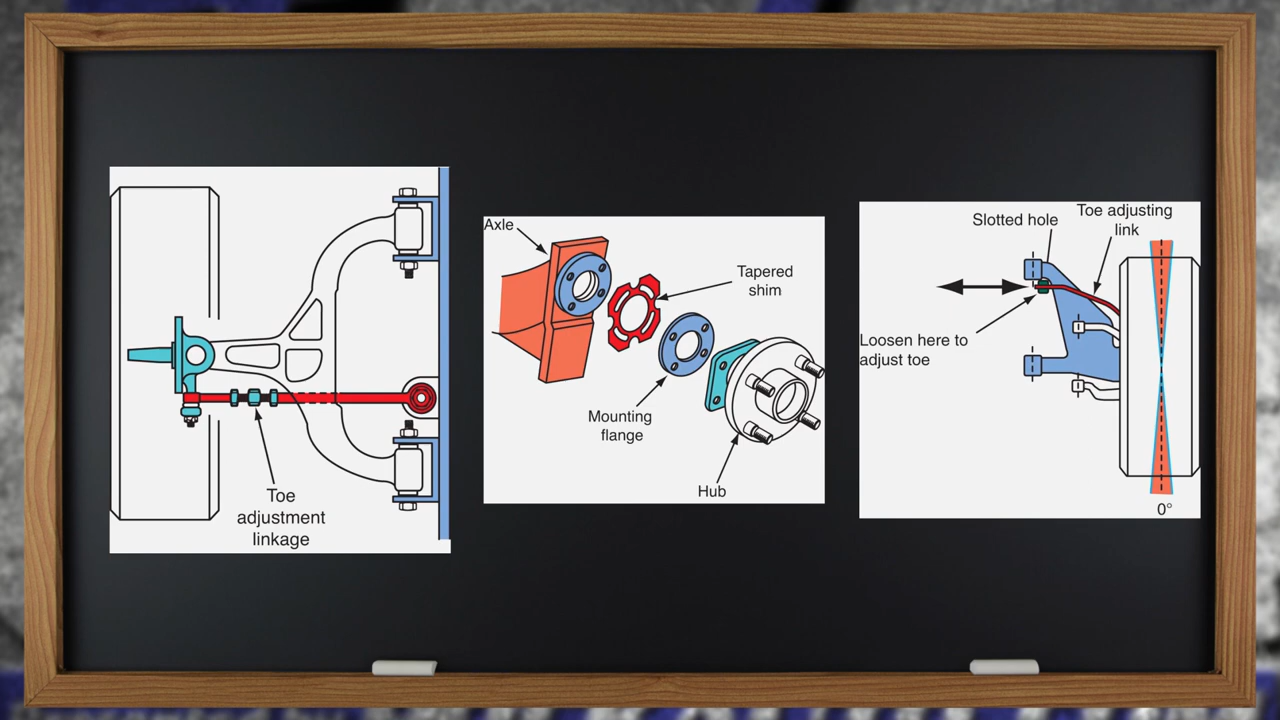 Toe
adjustment
linkage
Axle
Tapered
shim
Mounting
flange
Hub
Slotted hole
Toe adjusting
link
Loosen here to
adjust toe
0°